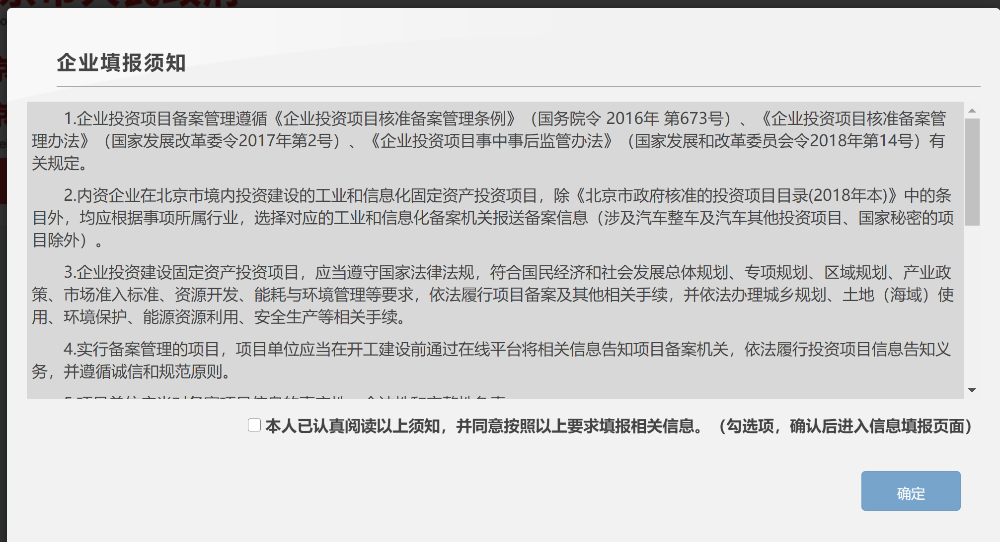 企业填报须知
1.企业投资项目备案管理遵循《企业投资项目核准备案管理条例》（国务院令 2016年 第673号）、《企业投资项目核准备案管
理办法》（国家发展改革委令2017年第2号）、《企业投资项目事中事后监管办法》（国家发展和改革委员会令2018年第14号）有
关规定。
2.内资企业在北京市境内投资建设的工业和信息化固定资产投资项目，除《北京市政府核准的投资项目目录(2018年本)》中的条
目外，均应根据事项所属行业，选择对应的工业和信息化备案机关报送备案信息（涉及汽车整车及汽车其他投资项目、国家秘密的项
目除外）。
3.企业投资建设固定资产投资项目，应当遵守国家法律法规，符合国民经济和社会发展总体规划、专项规划、区域规划、产业政
策、市场准入标准、资源开发、能耗与环境管理等要求，依法履行项目备案及其他相关手续，并依法办理城乡规划、土地（海域）使
用、环境保护、能源资源利用、安全生产等相关手续。
4.实行备案管理的项目，项目单位应当在开工建设前通过在线平台将相关信息告知项目备案机关，依法履行投资项目信息告知义
务，并遵循诚信和规范原则。
本人已认真阅读以上须知，并同意按照以上要求填报相关信息。（勾选项，确认后进入信息填报页面）
确定